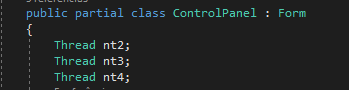 public partial class ControlPanel : Form
{
Thread nt2;
Thread nt3;
Thread nt4;